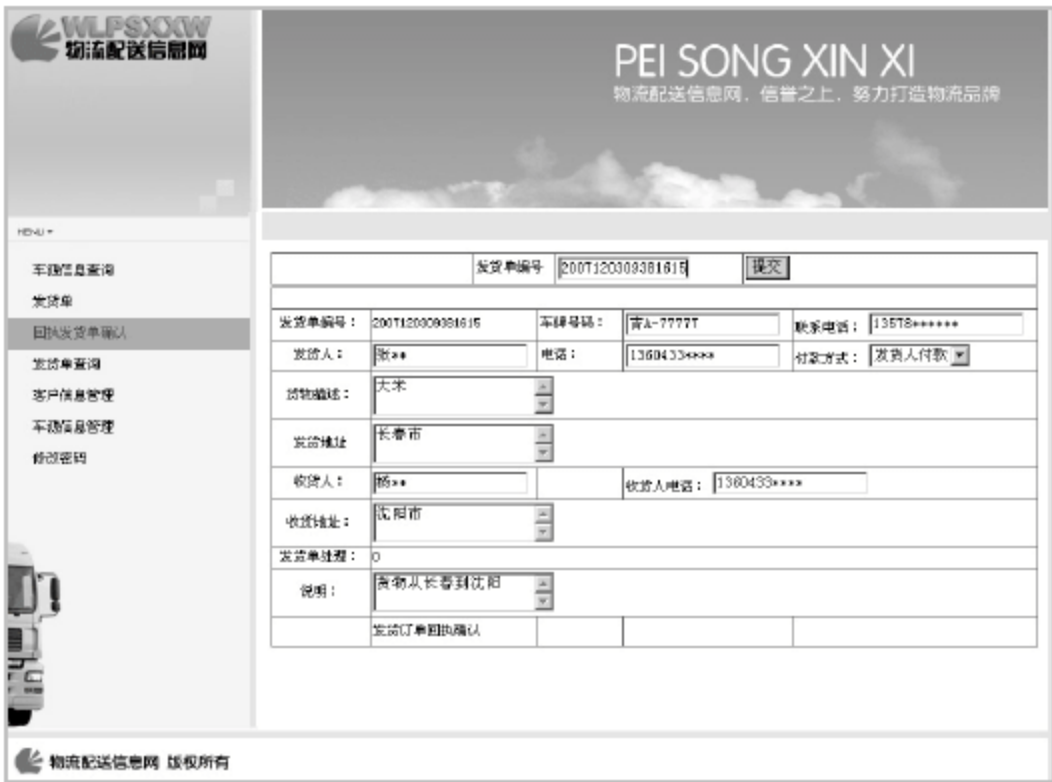 WLPSXXW
物流配送信息网
PEI SONG XIN XI
物流配送信息网，信誉之上，努力打造物流品牌
MENU
车辆信息查询
发货单
回执发货单确认
发货单查询
客户信息管理
车辆信息管理
修改密码
发货单编号 2007120309381615 提交
发货单编号： 2007120309381615 车牌号码： 吉A-77777 联系电话： 13578******
发货人： 张** 电话： 1360433**** 付款方式： 发货人付款
货物描述： 大米
发货地址 长春市
收货人： 杨** 收货人电话： 1360433****
收货地址： 沈阳市
发货单处理： 0
说明： 货物从长春到沈阳
发货订单回执确认
物流配送信息网 版权所有